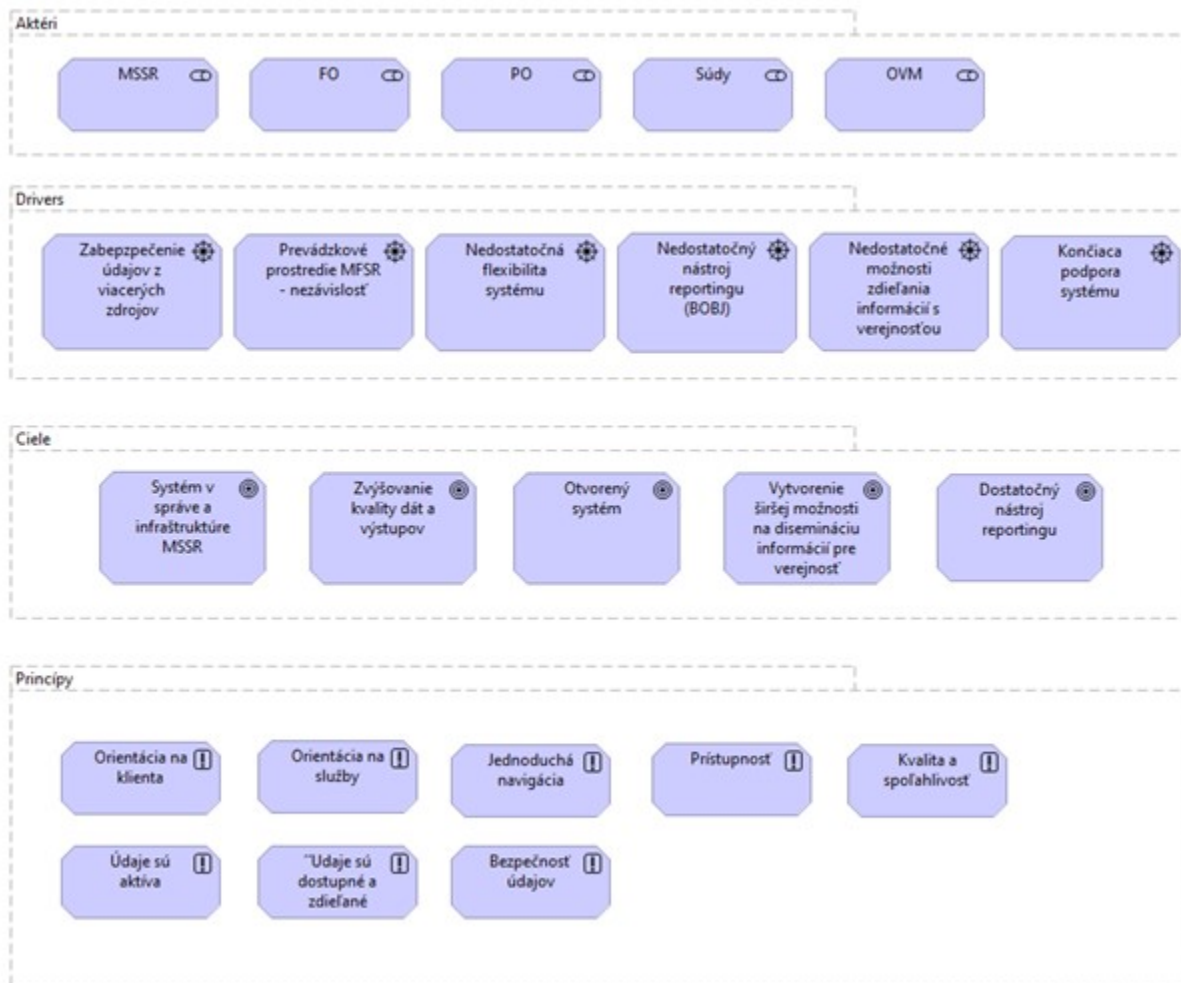 Aktéri
MSSR
FO
PO
Súdy
OVM
Drivers
Zabepzpečenie
údajov z
viacerých
zdrojov
Prevádzkové
prostredie MFSR
- nezávislosť
Nedostatočná
flexibilita
systému
Nedostatočný
nástroj
reportingu
(BOBJ)
Nedostatočné
možnosti
zdieľania
informácií s
verejnosťou
Končiaca
podpora
systému
Ciele
Systém v
správe a
infraštruktúre
MSSR
Zvýšovanie
kvality dát a
výstupov
Otvorený
systém
Vytvorenie
širšej možnosti
na disemináciu
informácií pre
verejnosť
Dostatočný
nástroj
reportingu
Princípy
Orientácia na
klienta
Orientácia na
služby
Jednoduchá
navigácia
Prístupnosť
Kvalita a
spoľahlivosť
Údaje sú
aktíva
¨Udaje sú
dostupné a
zdieľané
Bezpečnosť
údajov